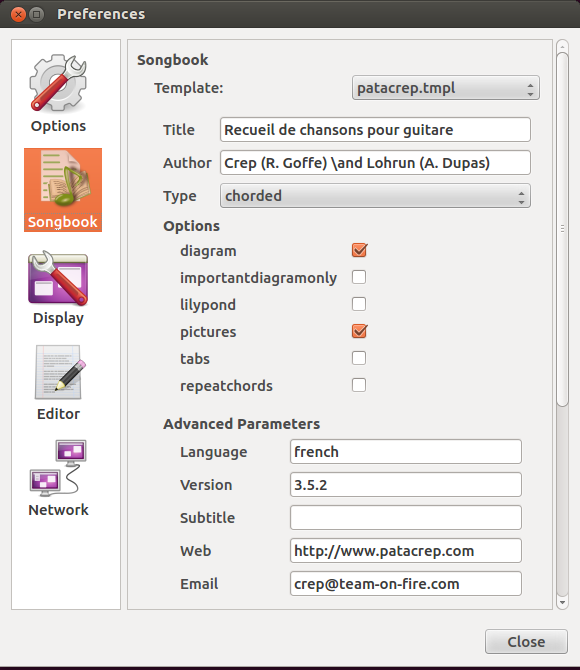 Preferences
Options
Songbook
Display
Editor
Network
Songbook
Template: patacrep.tmpl
Title Recueil de chansons pour guitare
Author Crep (R. Goffe) \and Lohrun (A. Dupas)
Type chorded
Options
diagram
importantdiagramonly
lilypond
pictures
tabs
repeatchords
Advanced Parameters
Language french
Version 3.5.2
Subtitle
Web http://www.patacrep.com
Email crep@team-on-fire.com
Close